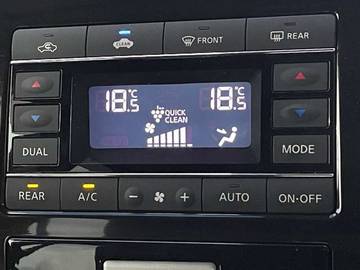 CLEAN FRONT REAR
18.5°C QUICK CLEAN 18.5°C
DUAL MODE
REAR A/C − + AUTO ON·OFF